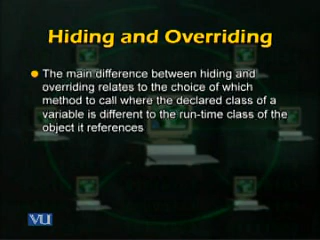 Hiding and Overriding
The main difference between hiding and
overriding relates to the choice of which
method to call where the declared class of a
variable is different to the run-time class of the
object it references
VU